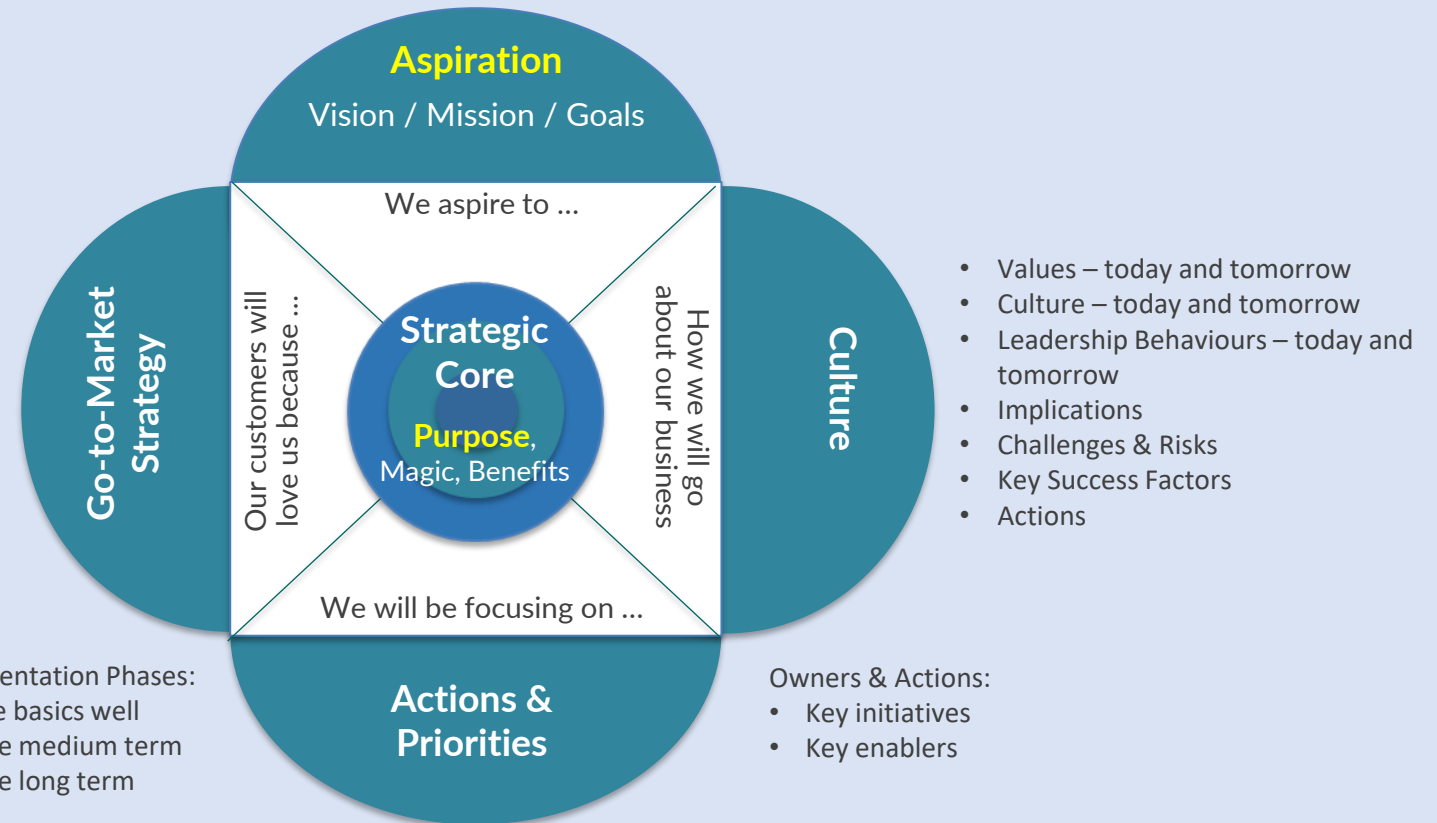 Aspiration
Vision / Mission / Goals
We aspire to ...
Go-to-Market
Strategy
Our customers will
love us because ...
Strategic
Core
Purpose,
Magic, Benefits
How we will go
about our business
Culture
• Values – today and tomorrow
• Culture – today and tomorrow
• Leadership Behaviours – today and
tomorrow
• Implications
• Challenges & Risks
• Key Success Factors
• Actions
We will be focusing on ...
Actions &
Priorities
Phases:
basics well
medium term
long term
Owners & Actions:
• Key initiatives
• Key enablers